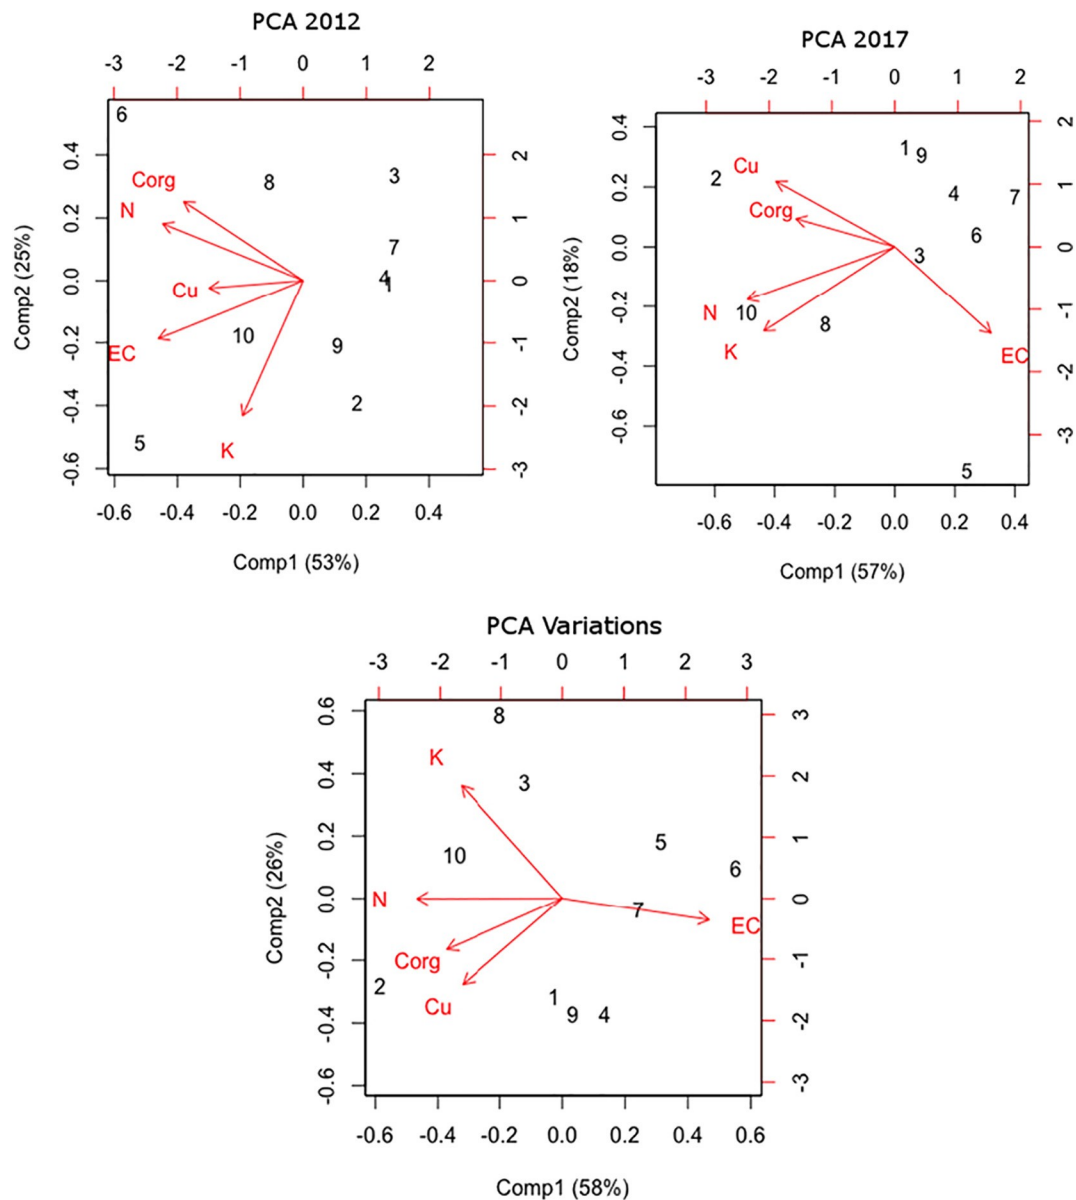 PCA 2012
-3 -2 -1 0 1 2
6
Corg
N
8
3
7
Cu
4
1
10
9
EC
2
5
K
0.4 0.2 0.0 -0.2 -0.4 -0.6
2 1 0 -1 -2 -3
Comp2 (25%)
-0.6 -0.4 -0.2 0.0 0.2 0.4
Comp1 (53%)
PCA 2017
-3 -2 -1 0 1 2
1 9
Cu
2
4 7
Corg
6
3
N
10
8
K
EC
5
0.4 0.2 0.0 -0.2 -0.4 -0.6
2 1 0 -1 -2 -3
Comp2 (18%)
-0.6 -0.4 -0.2 0.0 0.2 0.4
Comp1 (57%)
PCA Variations
-3 -2 -1 0 1 2 3
8
K
3
5
10
6
N
7
EC
Corg
2
Cu
1
9 4
0.6 0.4 0.2 0.0 -0.2 -0.4 -0.6
3 2 1 0 -1 -2 -3
Comp2 (26%)
-0.6 -0.4 -0.2 0.0 0.2 0.4 0.6
Comp1 (58%)